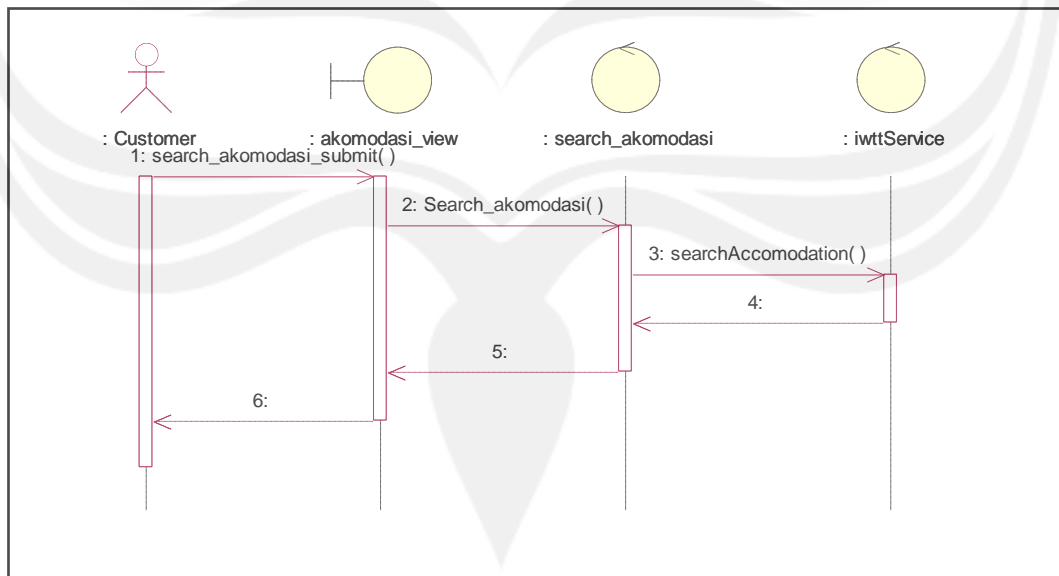 : Customer
: akomodasi_view
: search_akomodasi
: iwttService
1: search_akomodasi_submit( )
2: Search_akomodasi( )
3: searchAccomodation( )
4:
5:
6: